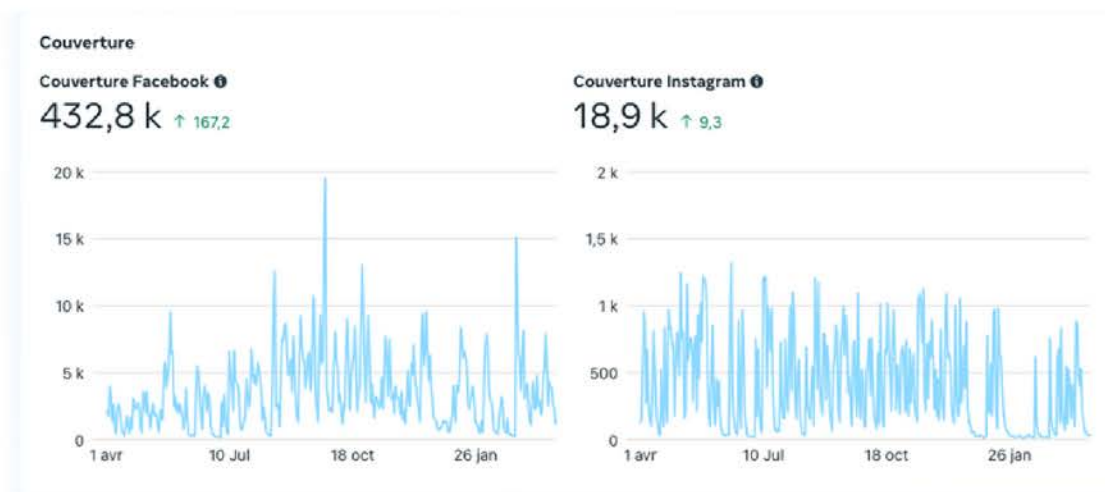 Couverture
Couverture Facebook
432,8 k ↑ 167,2
20 k
15 k
10 k
5 k
0
1 avr
10 Jul
18 oct
26 jan
Couverture Instagram
18,9 k ↑ 9,3
2 k
1,5 k
1 k
500
0
1 avr
10 Jul
18 oct
26 jan